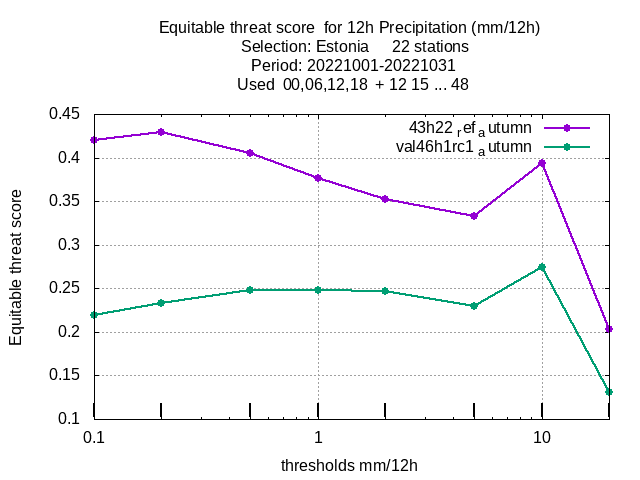 Equitable threat score  for 12h Precipitation (mm/12h)
Selection: Estonia     22 stations
Period: 20221001-20221031
Used  00,06,12,18  + 12 15 ... 48
0.45
43h22 refautumn
val46h1rc1 autumn
0.4
0.35
0.3
0.25
0.2
0.15
0.1
Equitable threat score
0.1
1
10
thresholds mm/12h